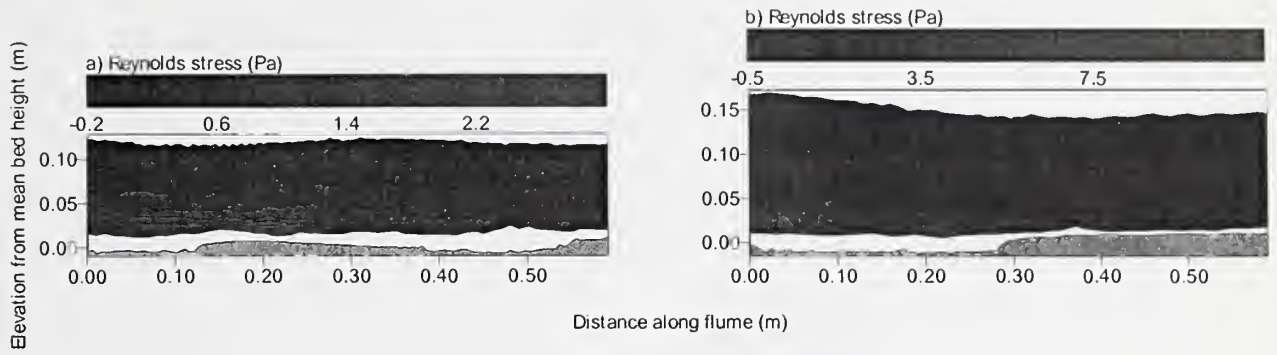 Elevation from mean bed height (m)
a) Reynolds stress (Pa)
-0.2 0.6 1.4 2.2
0.10
0.05
0.0
0.00 0.10 0.20 0.30 0.40 0.50
b) Reynolds stress (Pa)
-0.5 3.5 7.5
0.15
0.10
0.05
0.00
0.00 0.10 0.20 0.30 0.40 0.50
Distance along flume (m)